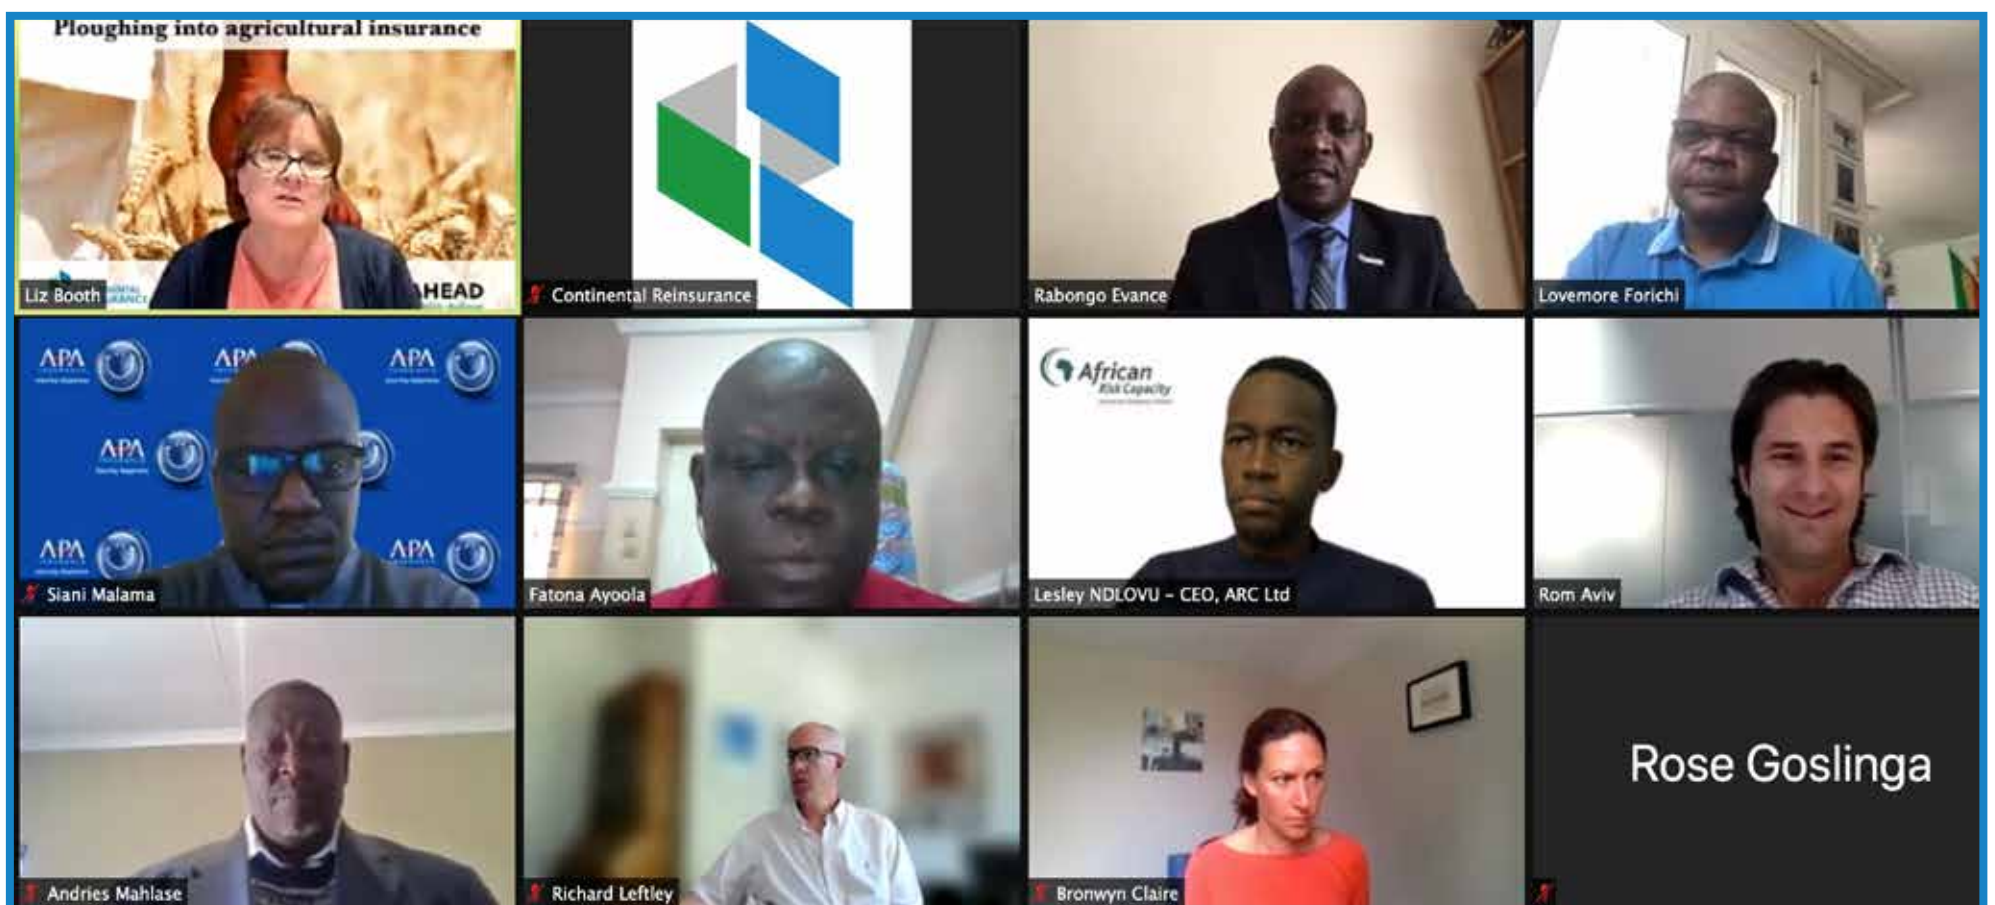 Ploughing into agricultural insurance
AHEAD
Liz Booth
Continental Reinsurance
Rabongo Evance
Lovemore Forichi
APA
APA
APA
African
Risk Capacity
APA
APA
APA
Siani Malama
Fatona Ayoola
Lesley NDLOVU – CEO, ARC Ltd
Rom Aviv
Rose Goslinga
Andries Mahlase
Richard Leftley
Bronwyn Claire